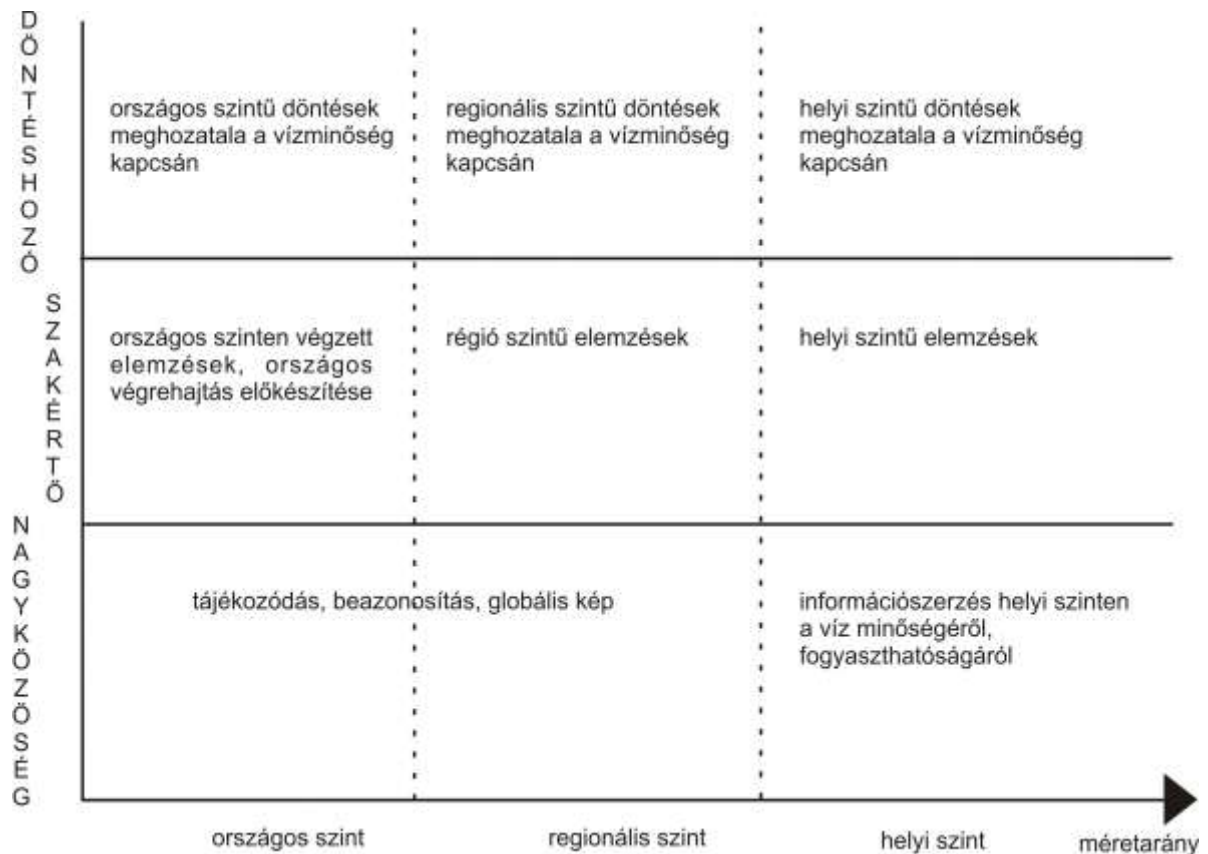 DÖNTÉSHOZÓ
országos szintű döntések
meghozatala a vízminőség
kapcsán
regionális szintű döntések
meghozatala a vízminőség
kapcsán
helyi szintű döntések
meghozatala a vízminőség
kapcsán
SZAKÉRTŐ
országos szinten végzett
elemzések, országos
végrehajtás előkészítése
régió szintű elemzések
helyi szintű elemzések
NAGYKÖZÖSÉG
tájékozódás, beazonosítás, globális kép
információszerzés helyi szinten
a víz minőségéről,
fogyaszthatóságáról
országos szint
regionális szint
helyi szint
méretarány